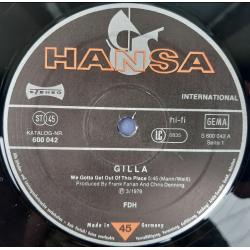 HANSA
STEREO
INTERNATIONAL
ST 45
hi-fi
LC 0835
GEMA
KATALOG-NR.
600 042
S 600 042 A
Seite 1
GILLA
We Gotta Get Out Of This Place 5:45 (Mann/Weill)
Produced By Frank Farian And Chris Denning
Ⓟ 3/1979
FDH
Made in
45
Germany